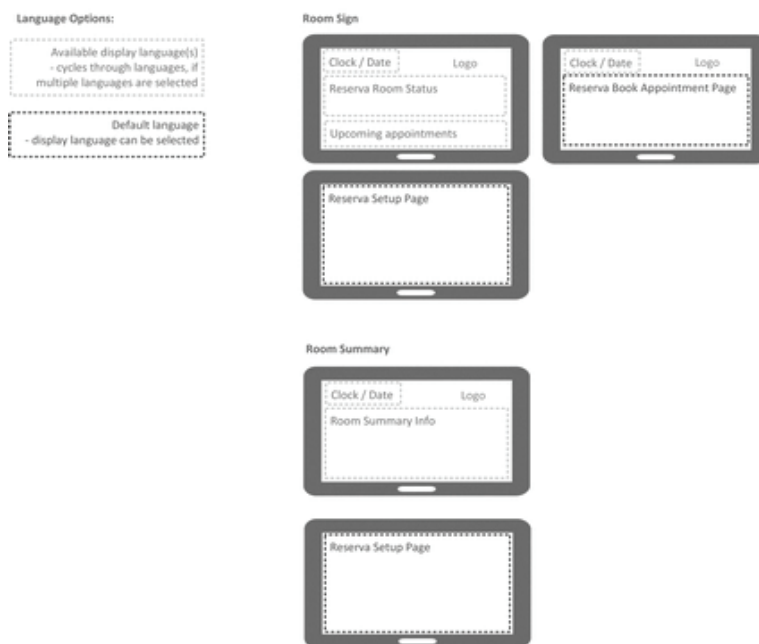 Language Options:
Available display language(s)
- cycles through languages, if
multiple languages are selected
Default language
- display language can be selected
Room Sign
Clock / Date
Logo
Reserva Room Status
Upcoming appointments
Clock / Date
Logo
Reserva Book Appointment Page
Reserva Setup Page
Room Summary
Clock / Date
Logo
Room Summary Info
Reserva Setup Page